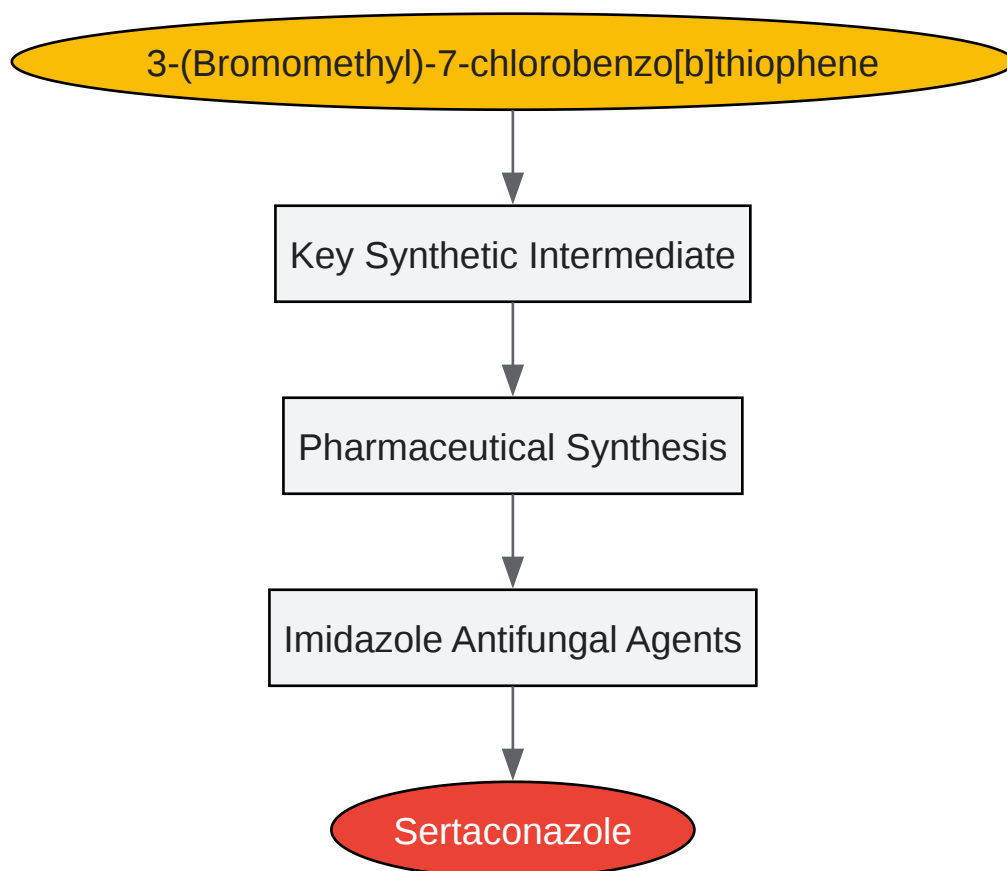 3-(Bromomethyl)-7-chlorobenzo[b]thiophene
Key Synthetic Intermediate
Pharmaceutical Synthesis
Imidazole Antifungal Agents
Sertaconazole